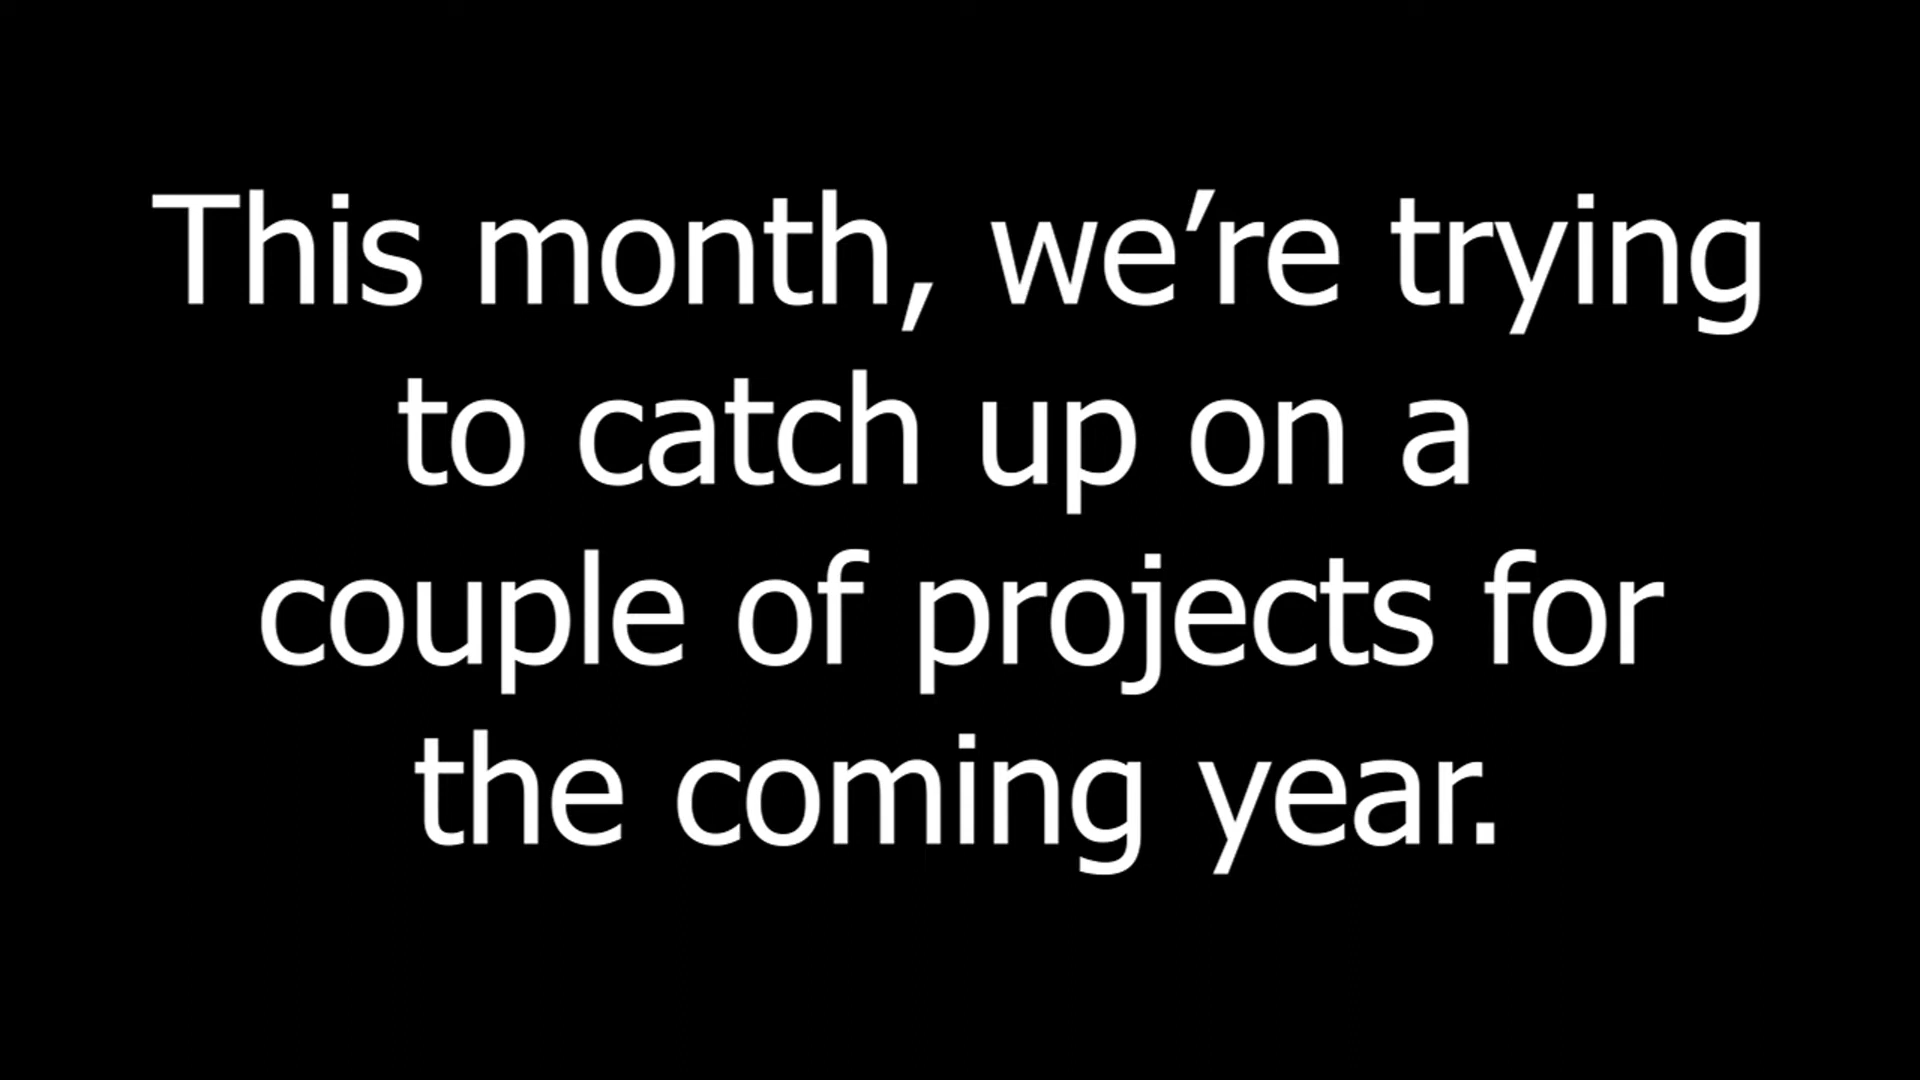 This month, we’re trying
to catch up on a
couple of projects for
the coming year.